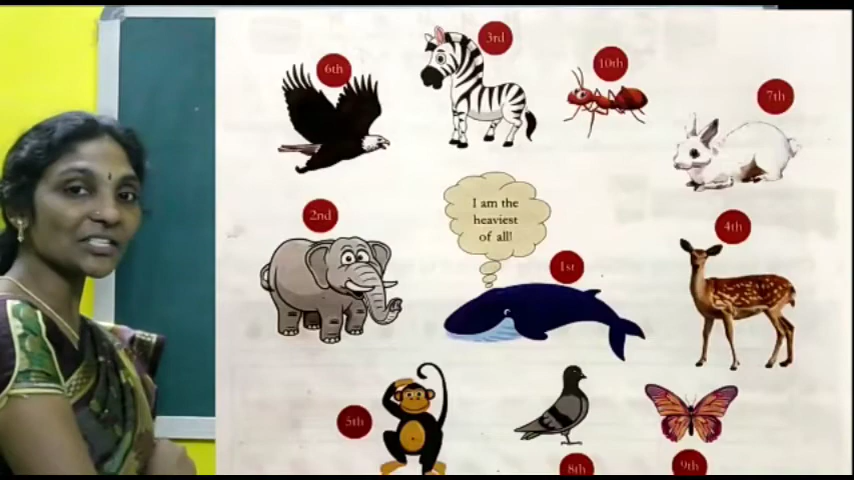 3rd
6th
10th
7th
I am the
heaviest
of all!
2nd
4th
1st
5th
8th
9th